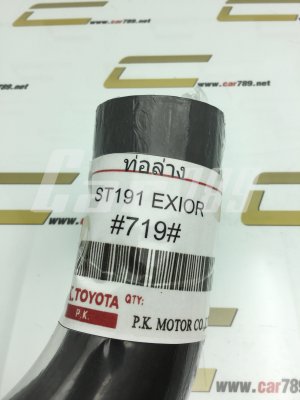 www.car789.net
ท่อล่าง
ST191 EXIOR
#719#
TOYOTA
QTY:
P.K.
P.K. MOTOR CO.,
www.car789.net